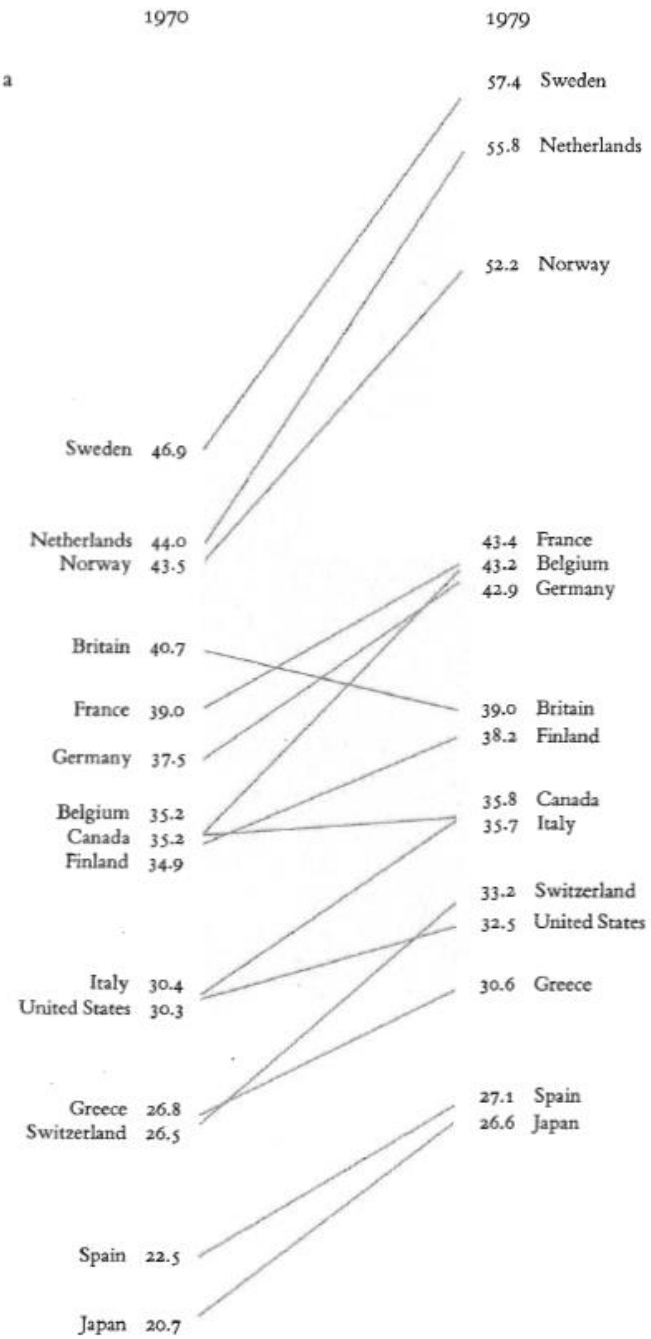 1970 1979
a
57.4 Sweden
55.8 Netherlands
52.2 Norway
Sweden 46.9
Netherlands 44.0
43.4 France
Norway 43.5
43.2 Belgium
42.9 Germany
Britain 40.7
France 39.0
39.0 Britain
38.2 Finland
Germany 37.5
35.8 Canada
Belgium 35.2
35.7 Italy
Canada 35.2
Finland 34.9
33.2 Switzerland
32.5 United States
Italy 30.4
30.6 Greece
United States 30.3
27.1 Spain
Greece 26.8
26.6 Japan
Switzerland 26.5
Spain 22.5
Japan 20.7